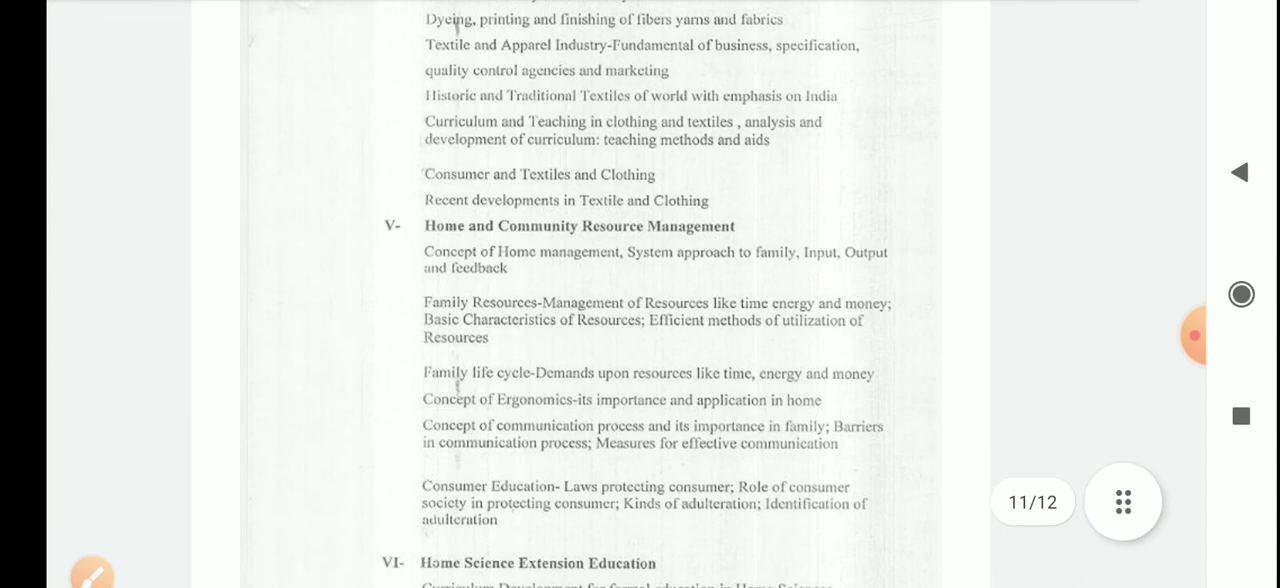 Dyeing, printing and finishing of fibers yarns and fabrics
Textile and Apparel Industry-Fundamental of business, specification,
quality control agencies and marketing
Historic and Traditional Textiles of world with emphasis on India
Curriculum and Teaching in clothing and textiles , analysis and
development of curriculum: teaching methods and aids
Consumer and Textiles and Clothing
Recent developments in Textile and Clothing
V- Home and Community Resource Management
Concept of Home management, System approach to family, Input, Output
and feedback
Family Resources-Management of Resources like time energy and money;
Basic Characteristics of Resources; Efficient methods of utilization of
Resources
Family life cycle-Demands upon resources like time, energy and money
Concept of Ergonomics-its importance and application in home
Concept of communication process and its importance in family; Barriers
in communication process; Measures for effective communication
Consumer Education- Laws protecting consumer; Role of consumer
society in protecting consumer; Kinds of adulteration; Identification of
adulteration
11/12
VI- Home Science Extension Education